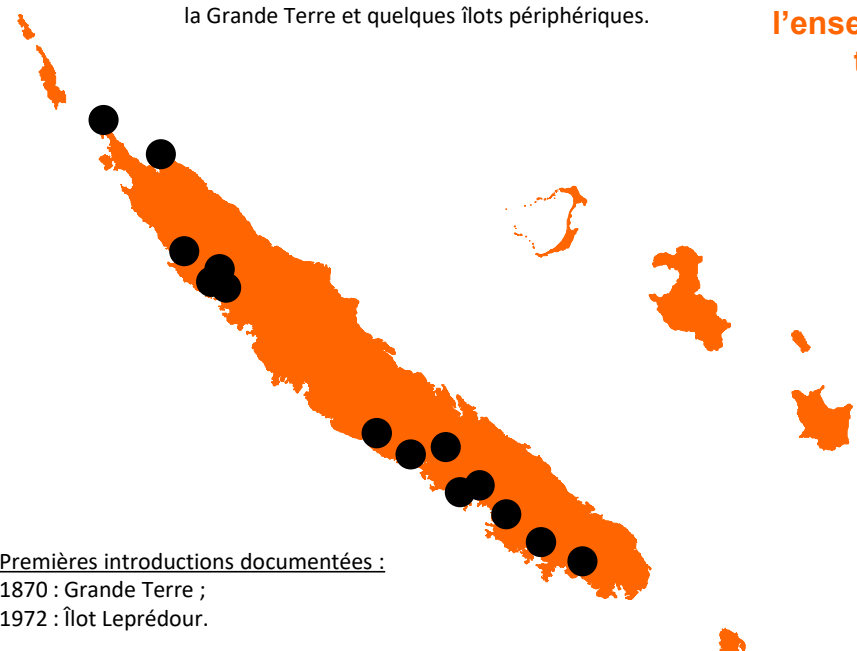 la Grande Terre et quelques îlots périphériques.
Premières introductions documentées :
1870 : Grande Terre ;
1972 : Îlot Leprédour.